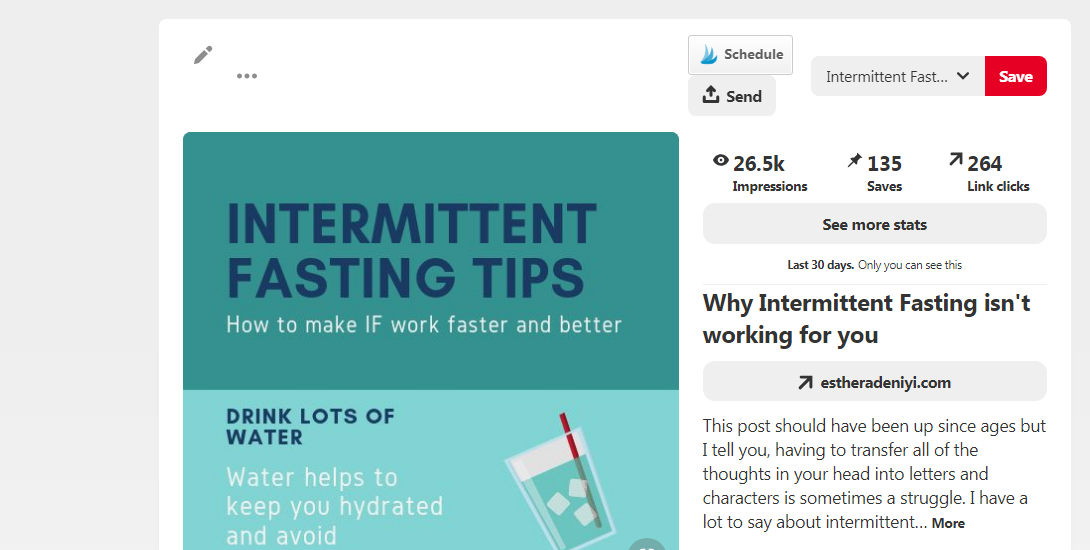 Schedule
Send
Intermittent Fast...
Save
26.5k
Impressions
135
Saves
264
Link clicks
See more stats
Last 30 days. Only you can see this
INTERMITTENT
FASTING TIPS
How to make IF work faster and better
DRINK LOTS OF
WATER
Water helps to
keep you hydrated
and avoid
Why Intermittent Fasting isn't
working for you
estheradeniyi.com
This post should have been up since ages but
I tell you, having to transfer all of the
thoughts in your head into letters and
characters is sometimes a struggle. I have a
lot to say about intermittent... More